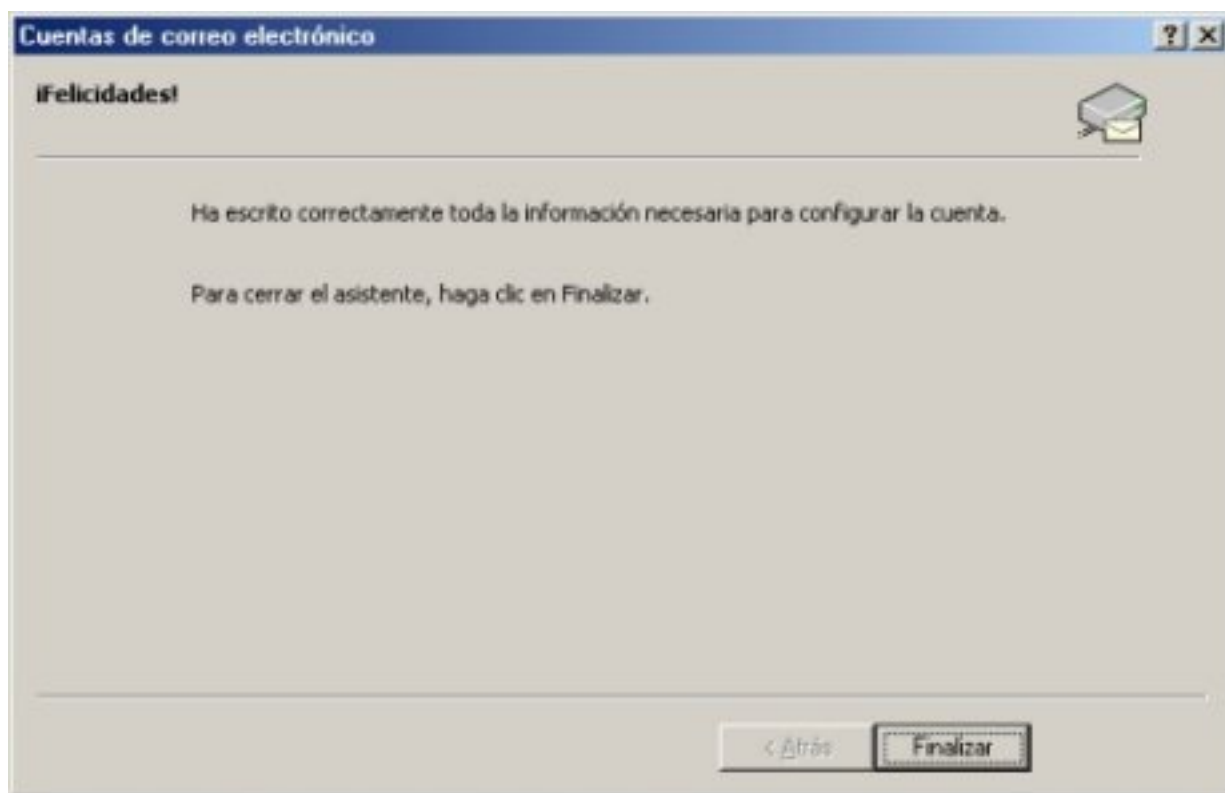 Cuentas de correo electrónico
¡Felicidades!
Ha escrito correctamente toda la información necesaria para configurar la cuenta.
Para cerrar el asistente, haga clic en Finalizar.
< Atrás
Finalizar